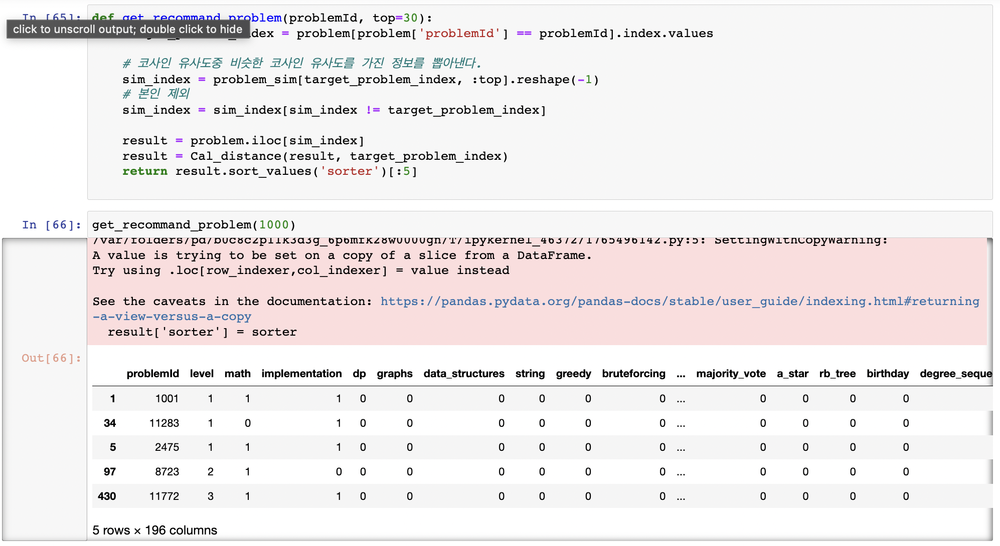 In [65]: def get_recommand_problem(problemId, top=30):
click to unscroll output; double click to hide
dex = problem[problem['problemId'] == problemId].index.values
# 코사인 유사도중 비슷한 코사인 유사도를 가진 정보를 뽑아낸다.
sim_index = problem_sim[target_problem_index, :top].reshape(-1)
# 본인 제외
sim_index = sim_index[sim_index != target_problem_index]
result = problem.iloc[sim_index]
result = Cal_distance(result, target_problem_index)
return result.sort_values('sorter')[:5]
In [66]: get_recommand_problem(1000)
SettingWithCopyWarning:
A value is trying to be set on a copy of a slice from a DataFrame.
Try using .loc[row_indexer,col_indexer] = value instead
See the caveats in the documentation: https://pandas.pydata.org/pandas-docs/stable/user_guide/indexing.html#returning
-a-view-versus-a-copy
result['sorter'] = sorter
Out[66]:
problemId level math implementation dp graphs data_structures string greedy bruteforcing ... majority_vote a_star rb_tree birthday degree_seque
1 1001 1 1 1 0 0 0 0 0 0 ... 0 0 0 0
34 11283 1 0 1 0 0 0 0 0 0 ... 0 0 0 0
5 2475 1 1 1 0 0 0 0 0 0 ... 0 0 0 0
97 8723 2 1 0 0 0 0 0 0 0 ... 0 0 0 0
430 11772 3 1 1 0 0 0 0 0 0 ... 0 0 0 0
5 rows × 196 columns